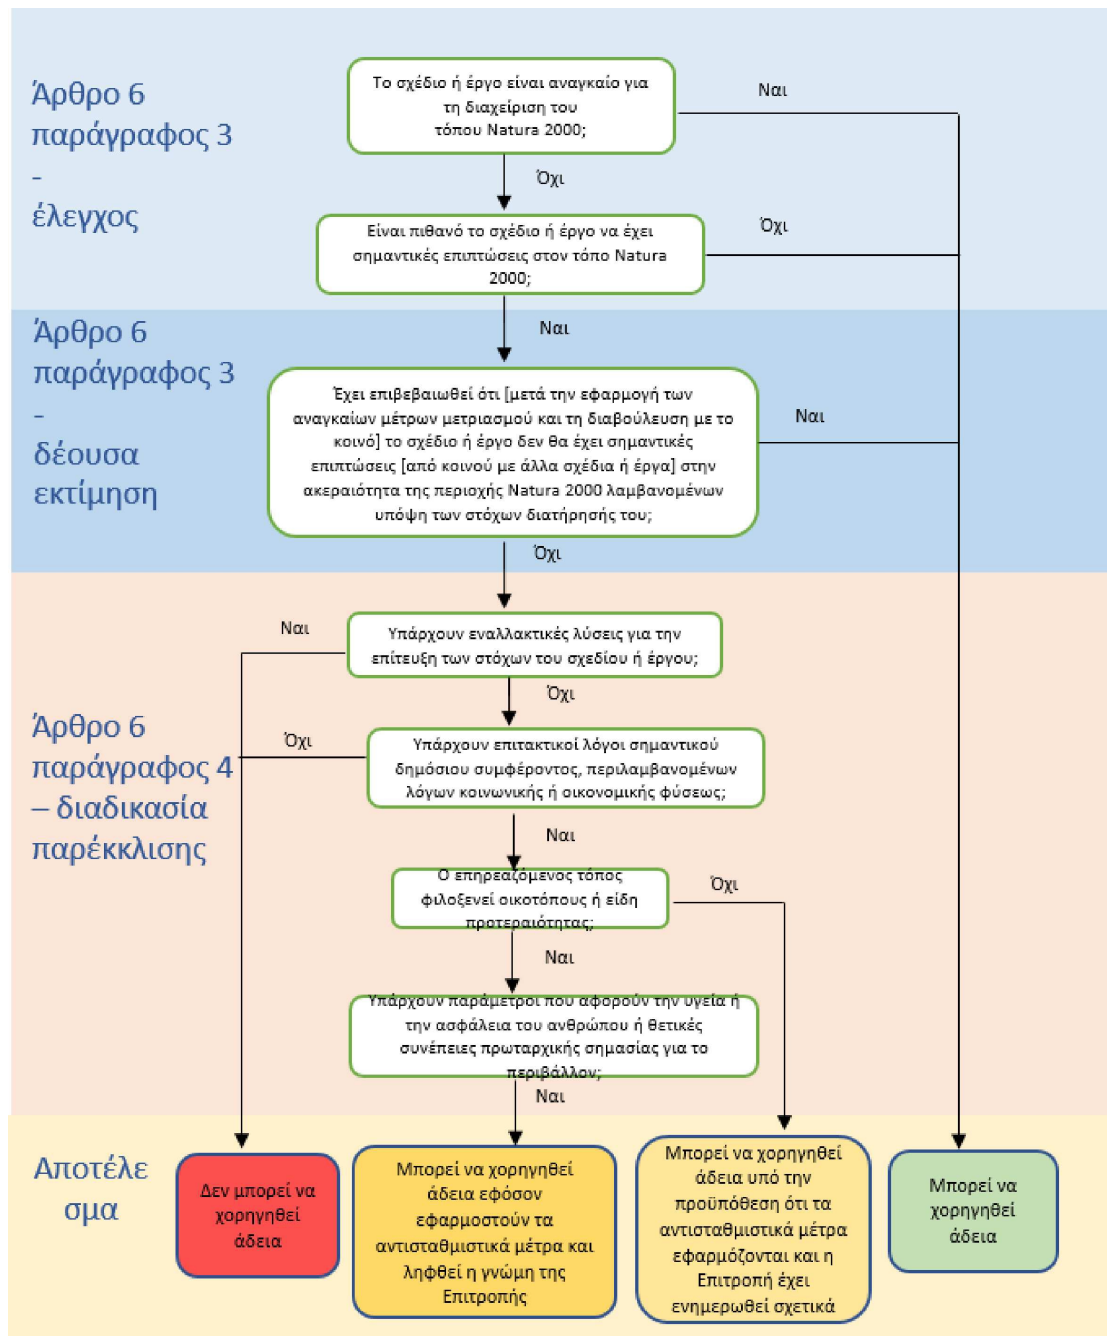 Άρθρο 6
παράγραφος 3
-
έλεγχος
Το σχέδιο ή έργο είναι αναγκαίο για
τη διαχείριση του
τόπου Natura 2000;
Ναι
Όχι
Είναι πιθανό το σχέδιο ή έργο να έχει
σημαντικές επιπτώσεις στον τόπο Natura
2000;
Όχι
Ναι
Άρθρο 6
παράγραφος 3
-
δέουσα
εκτίμηση
Έχει επιβεβαιωθεί ότι [μετά την εφαρμογή των
αναγκαίων μέτρων μετριασμού και τη διαβούλευση με το
κοινό] το σχέδιο ή έργο δεν θα έχει σημαντικές
επιπτώσεις [από κοινού με άλλα σχέδια ή έργα] στην
ακεραιότητα της περιοχής Natura 2000 λαμβανομένων
υπόψη των στόχων διατήρησής του;
Ναι
Όχι
Άρθρο 6
παράγραφος 4
– διαδικασία
παρέκκλισης
Υπάρχουν εναλλακτικές λύσεις για την
επίτευξη των στόχων του σχεδίου ή έργου;
Ναι
Όχι
Υπάρχουν επιτακτικοί λόγοι σημαντικού
δημόσιου συμφέροντος, περιλαμβανομένων
λόγων κοινωνικής ή οικονομικής φύσεως;
Όχι
Ναι
Ο επηρεαζόμενος τόπος
φιλοξενεί οικοτόπους ή είδη
προτεραιότητας;
Όχι
Ναι
Υπάρχουν παράμετροι που αφορούν την υγεία ή
την ασφάλεια του ανθρώπου ή θετικές
συνέπειες πρωταρχικής σημασίας για το
περιβάλλον;
Ναι
Αποτέλε
σμα
Δεν μπορεί να
χορηγηθεί
άδεια
Μπορεί να χορηγηθεί
άδεια εφόσον
εφαρμοστούν τα
αντισταθμιστικά μέτρα και
ληφθεί η γνώμη της
Επιτροπής
Μπορεί να χορηγηθεί
άδεια υπό την
προϋπόθεση ότι τα
αντισταθμιστικά μέτρα
εφαρμόζονται και η
Επιτροπή έχει
ενημερωθεί σχετικά
Μπορεί να
χορηγηθεί
άδεια